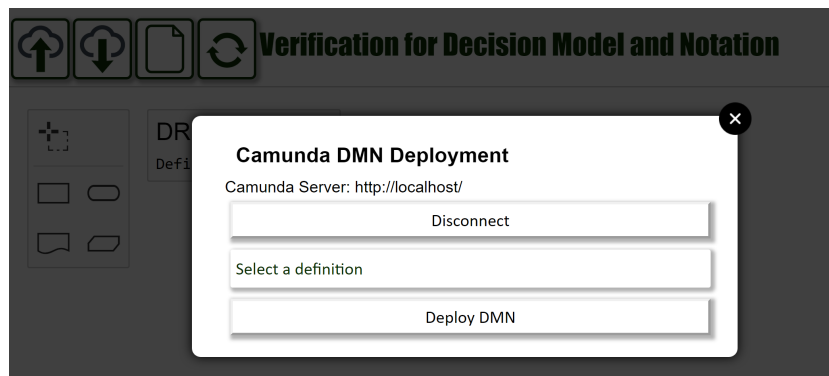 Verification for Decision Model and Notation
DR
Defi
Camunda DMN Deployment
Camunda Server: http://localhost/
Disconnect
Select a definition
Deploy DMN